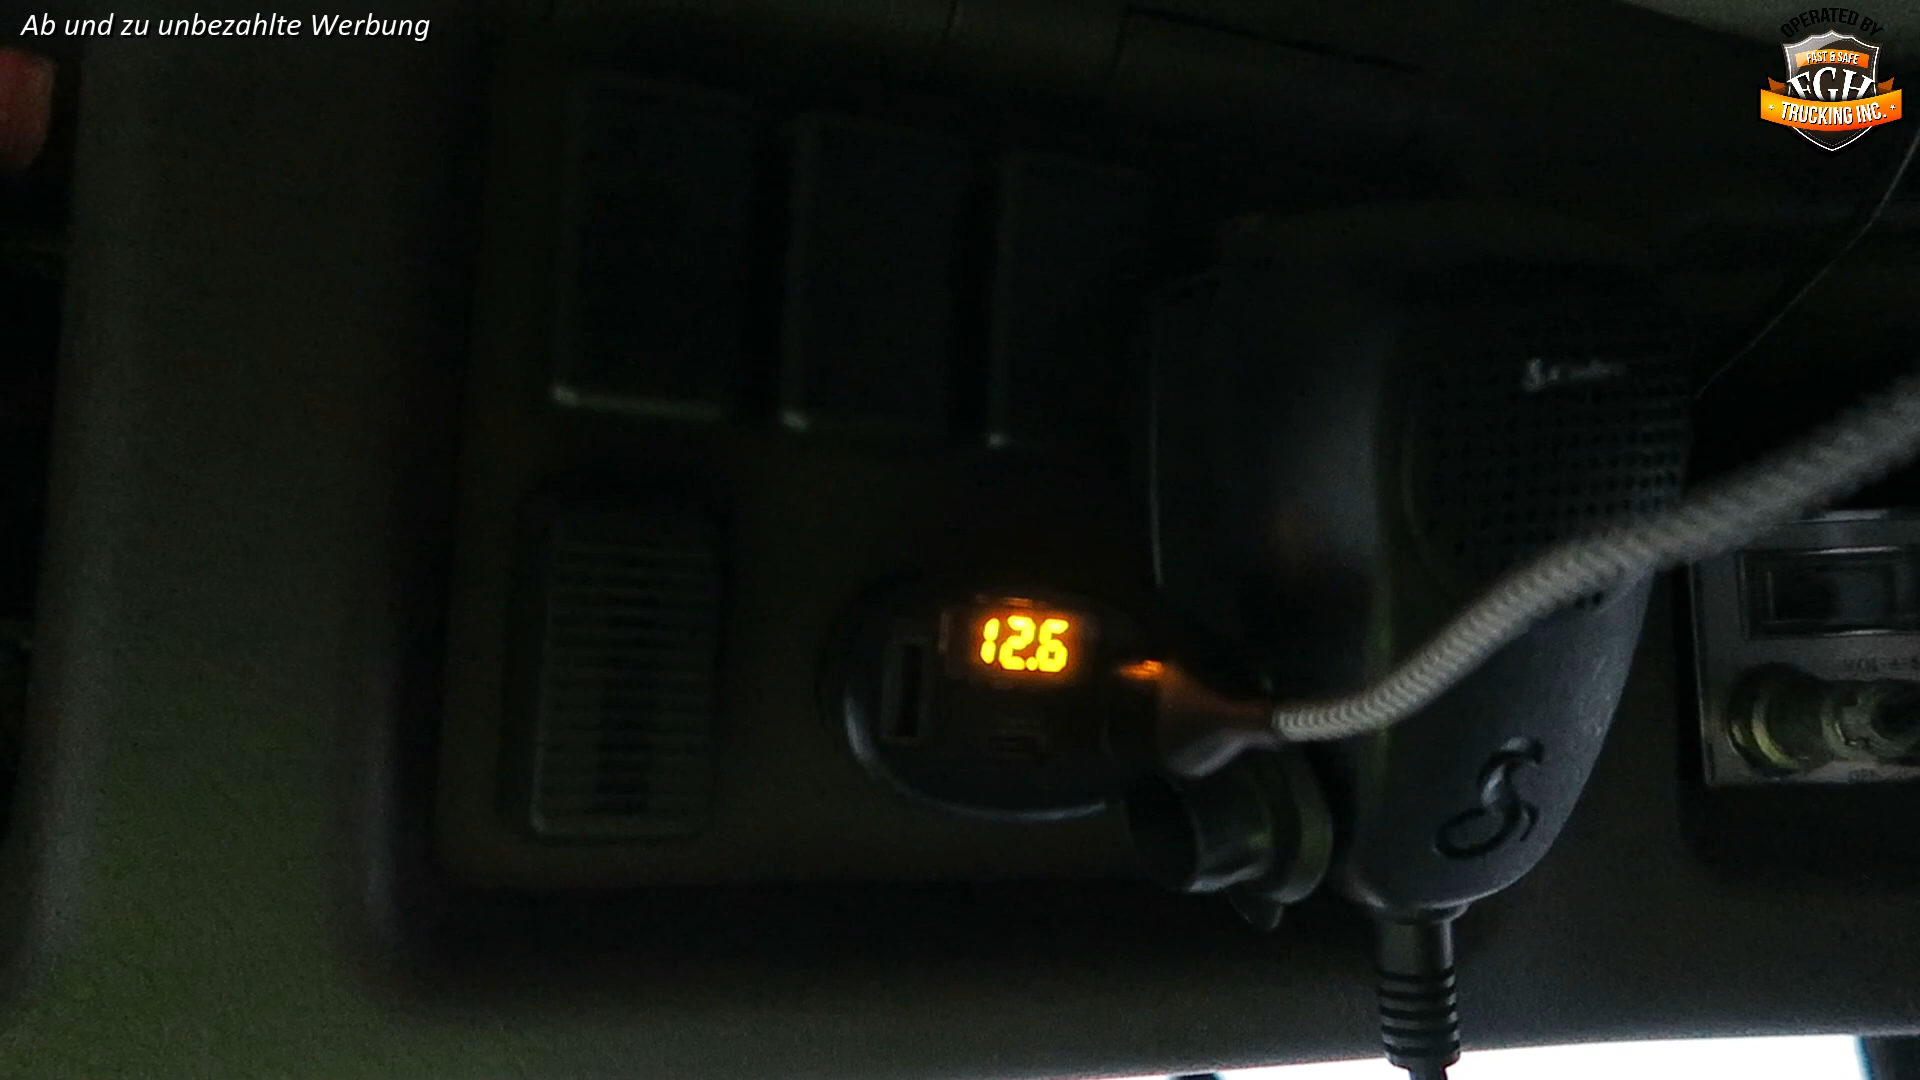 Ab und zu unbezahlte Werbung
OPERATED BY
FAST & SAFE
FGH
TRUCKING INC.
12.6